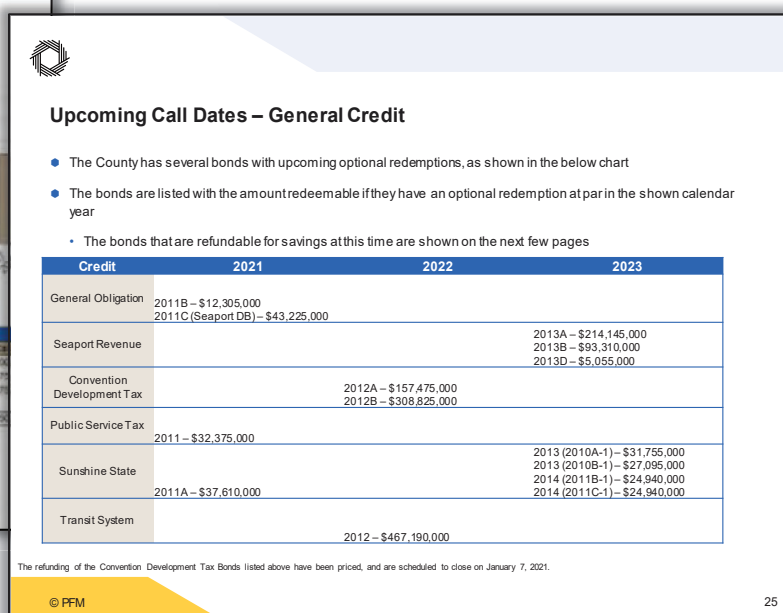 Upcoming Call Dates – General Credit
The County has several bonds with upcoming optional redemptions, as shown in the below chart
The bonds are listed with the amount redeemable if they have an optional redemption at par in the shown calendar
year
• The bonds that are refundable for savings at this time are shown on the next few pages
Credit 2021 2022 2023
General Obligation
2011B – $12,305,000
2011C (Seaport DB) – $43,225,000
Seaport Revenue
2013A – $214,145,000
2013B – $93,310,000
2013D – $5,055,000
Convention
Development Tax
2012A – $157,475,000
2012B – $308,825,000
Public Service Tax
2011 – $32,375,000
Sunshine State
2011A – $37,610,000
2013 (2010A-1) – $31,755,000
2013 (2010B-1) – $27,095,000
2014 (2011B-1) – $24,940,000
2014 (2011C-1) – $24,940,000
Transit System
2012 – $467,190,000
The refunding of the Convention Development Tax Bonds listed above have been priced, and are scheduled to close on January 7, 2021.
© PFM
25